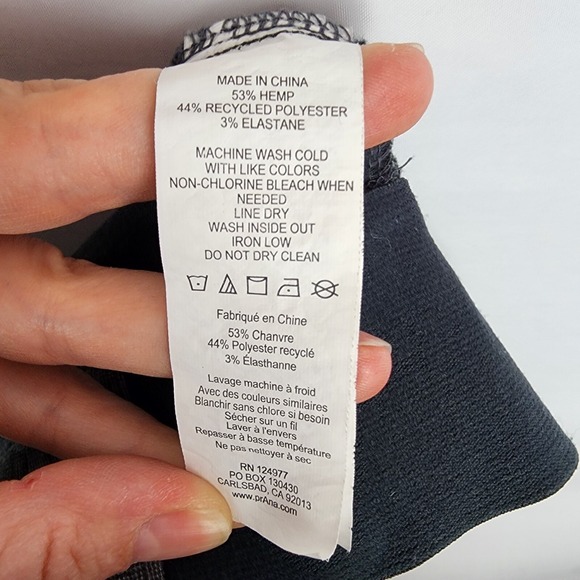 MADE IN CHINA
53% HEMP
44% RECYCLED POLYESTER
3% ELASTANE
MACHINE WASH COLD
WITH LIKE COLORS
NON-CHLORINE BLEACH WHEN
NEEDED
LINE DRY
WASH INSIDE OUT
IRON LOW
DO NOT DRY CLEAN
Fabriqué en Chine
53% Chanvre
44% Polyester recyclé
3% Élasthanne
Lavage machine à froid
Avec des couleurs similaires
Blanchir sans chlore si besoin
Sécher sur un fil
Laver à l'envers
Repasser à basse température
Ne pas nettoyer à sec
RN 124977
PO BOX 130430
CARLSBAD, CA 92013
www.prAna.com